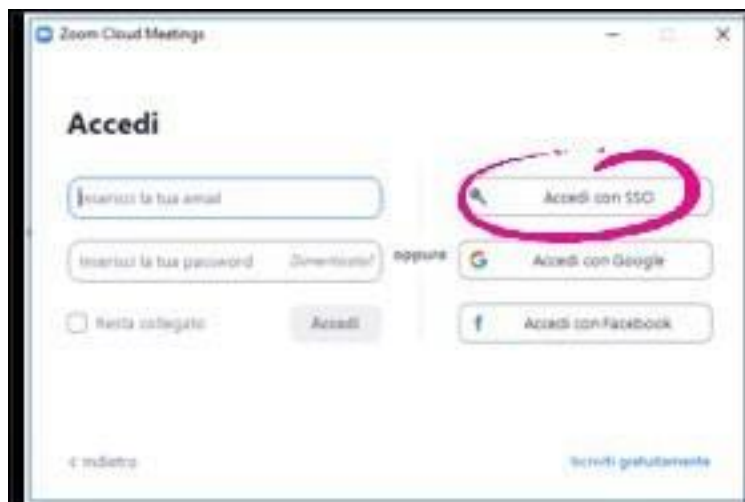 Zoom Cloud Meetings
Accedi
Inserisci la tua email
Inserisci la tua password
Dimenticato?
Resta collegato
Accedi
oppure
Accedi con SSO
Accedi con Google
Accedi con Facebook
< Indietro
Iscriviti gratuitamente